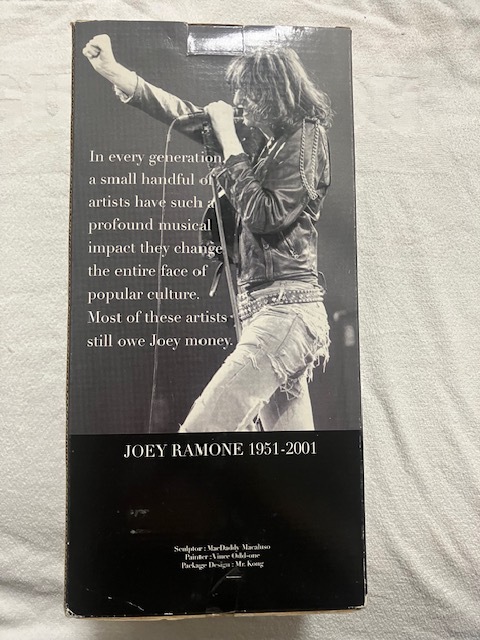 In every generation,
a small handful of
artists have such a
profound musical
impact they change
the entire face of
popular culture.
Most of these artists
still owe Joey money.
JOEY RAMONE 1951-2001
Sculptor : MacDaddy Macaluso
Painter : Vince Odd-one
Package Design : Mr. Kong